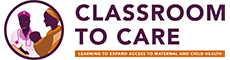 CLASSROOM
TO CARE
LEARNING TO EXPAND ACCESS TO MATERNAL AND CHILD HEALTH